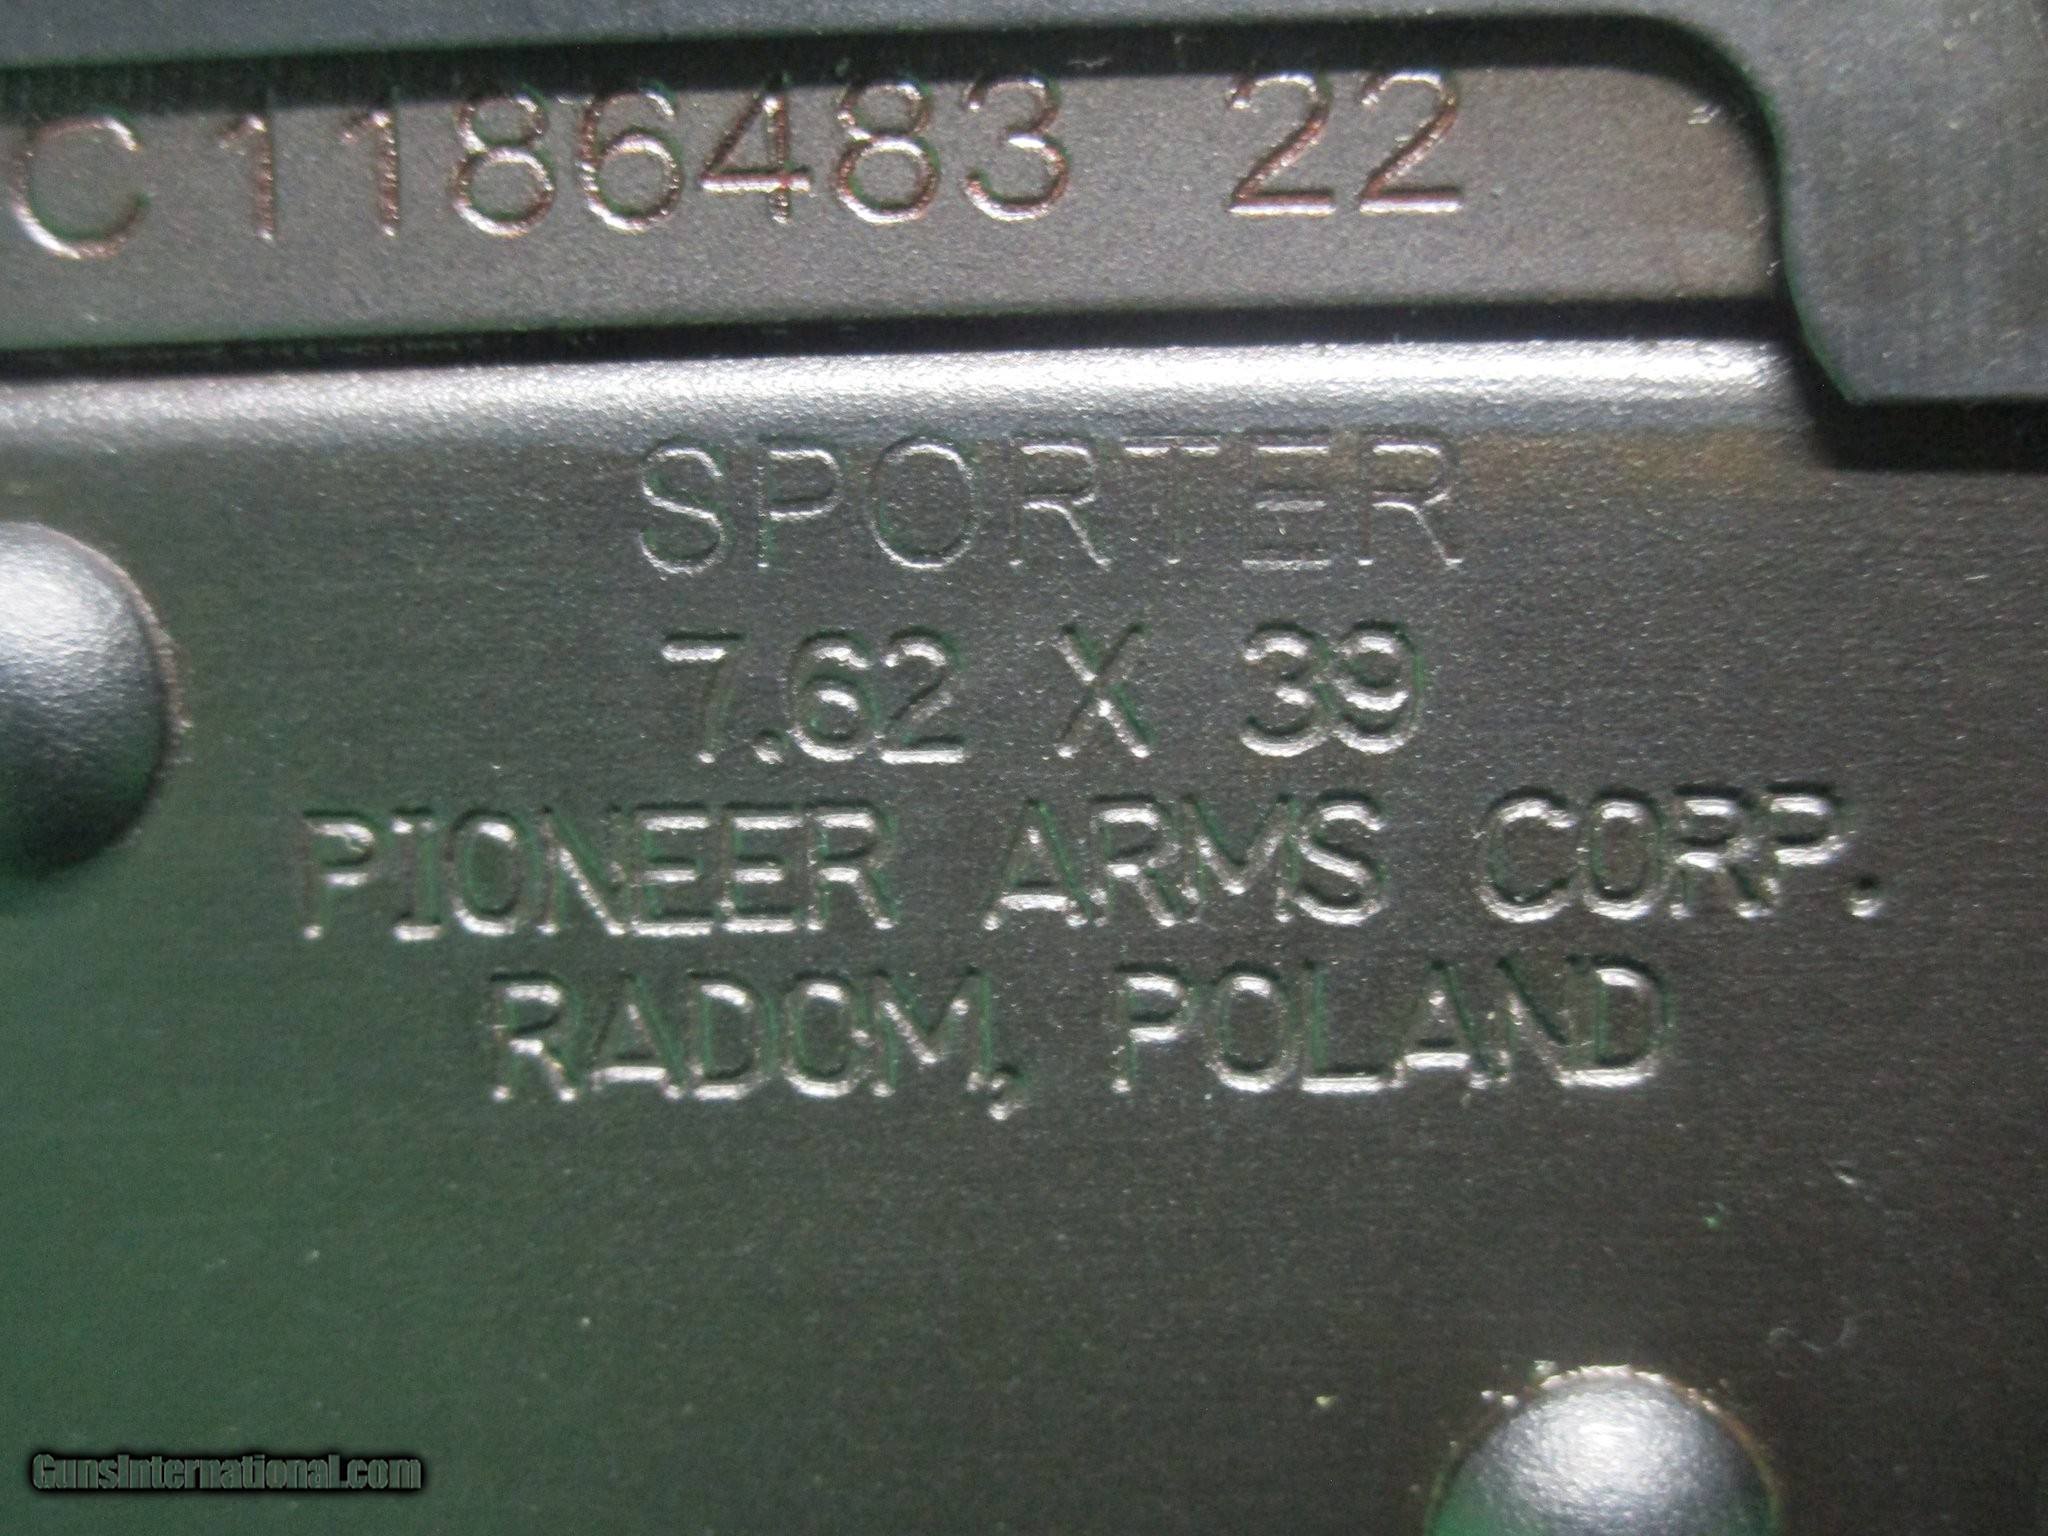 C1186483 22
SPORTER
7.62 X 39
PIONEER ARMS CORP.
RADOM, POLAND
GunsInternational.com